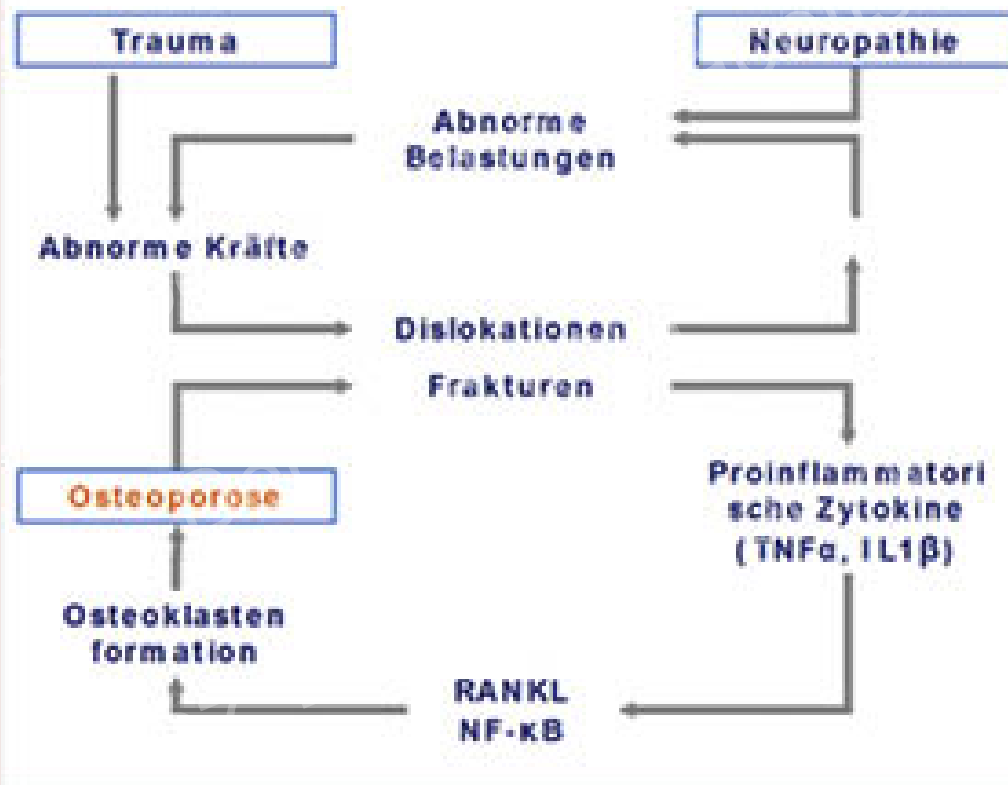 Trauma
Neuropathie
Abnorme
Belastungen
Abnorme Kräfte
Dislokationen
Frakturen
Osteoporose
Proinflammatori
sche Zytokine
(TNFα, IL1β)
Osteoklasten
formation
RANKL
NF-κB